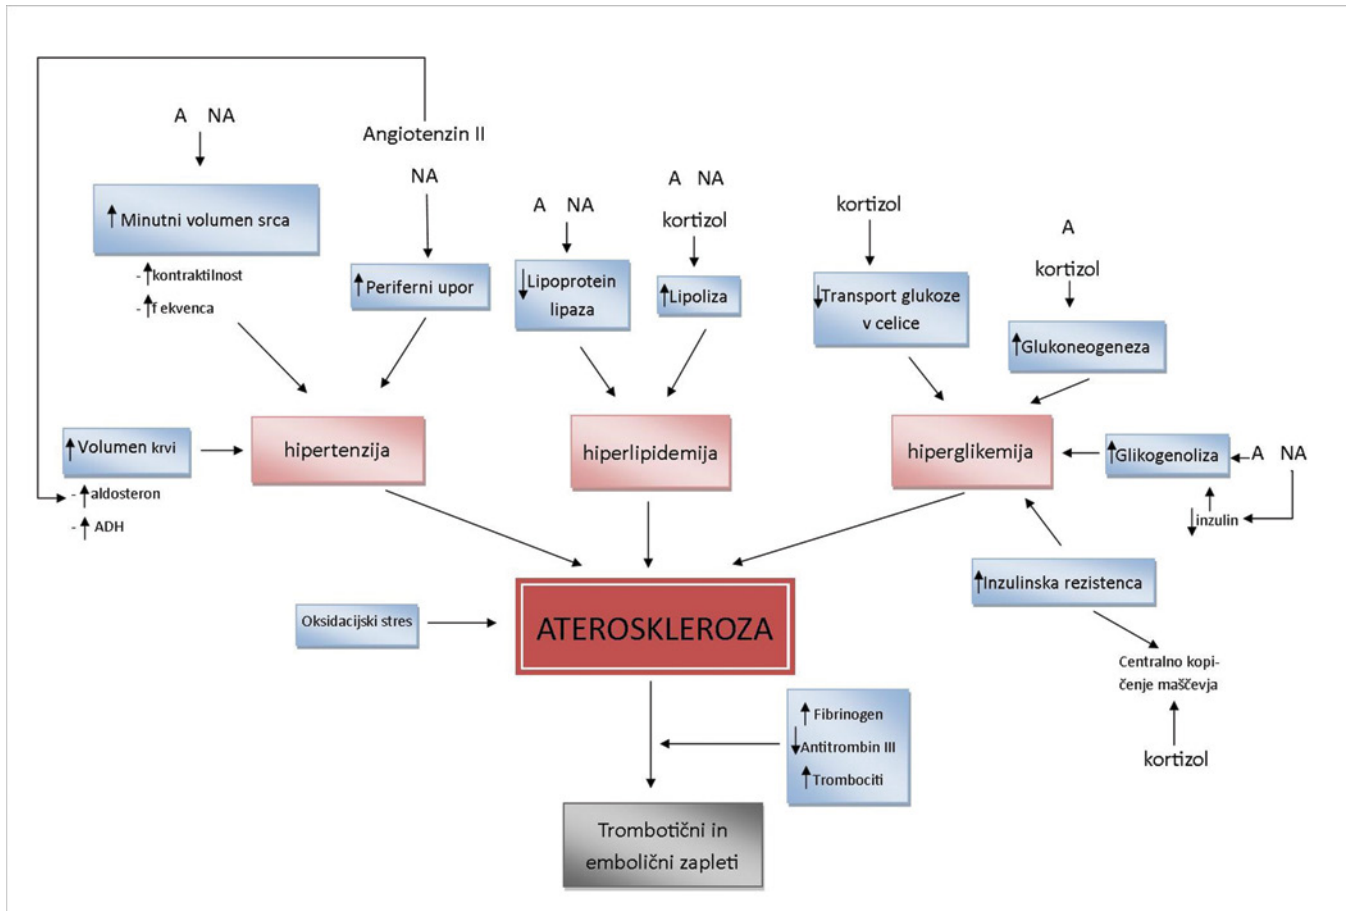 A NA
↑ Minutni volumen srca
- ↑ kontraktilnost
- ↑ f ekvenca
Angiotenzin II
NA
↑ Periferni upor
A NA
↓ Lipoprotein
lipaza
A NA
kortizol
↑ Lipoliza
kortizol
↓ Transport glukoze
v celice
A
kortizol
↑ Glukoneogeneza
↑ Volumen krvi
- ↑ aldosteron
- ↑ ADH
hipertenzija
hiperlipidemija
hiperglikemija
↑ Glikogenoliza
A NA
↓ inzulin
↑ Inzulinska rezistenca
Centralno kopi-
čenje maščevja
kortizol
Oksidacijski stres
ATEROSKLEROZA
↑ Fibrinogen
↓ Antitrombin III
↑ Trombociti
Trombotični in
embolični zapleti